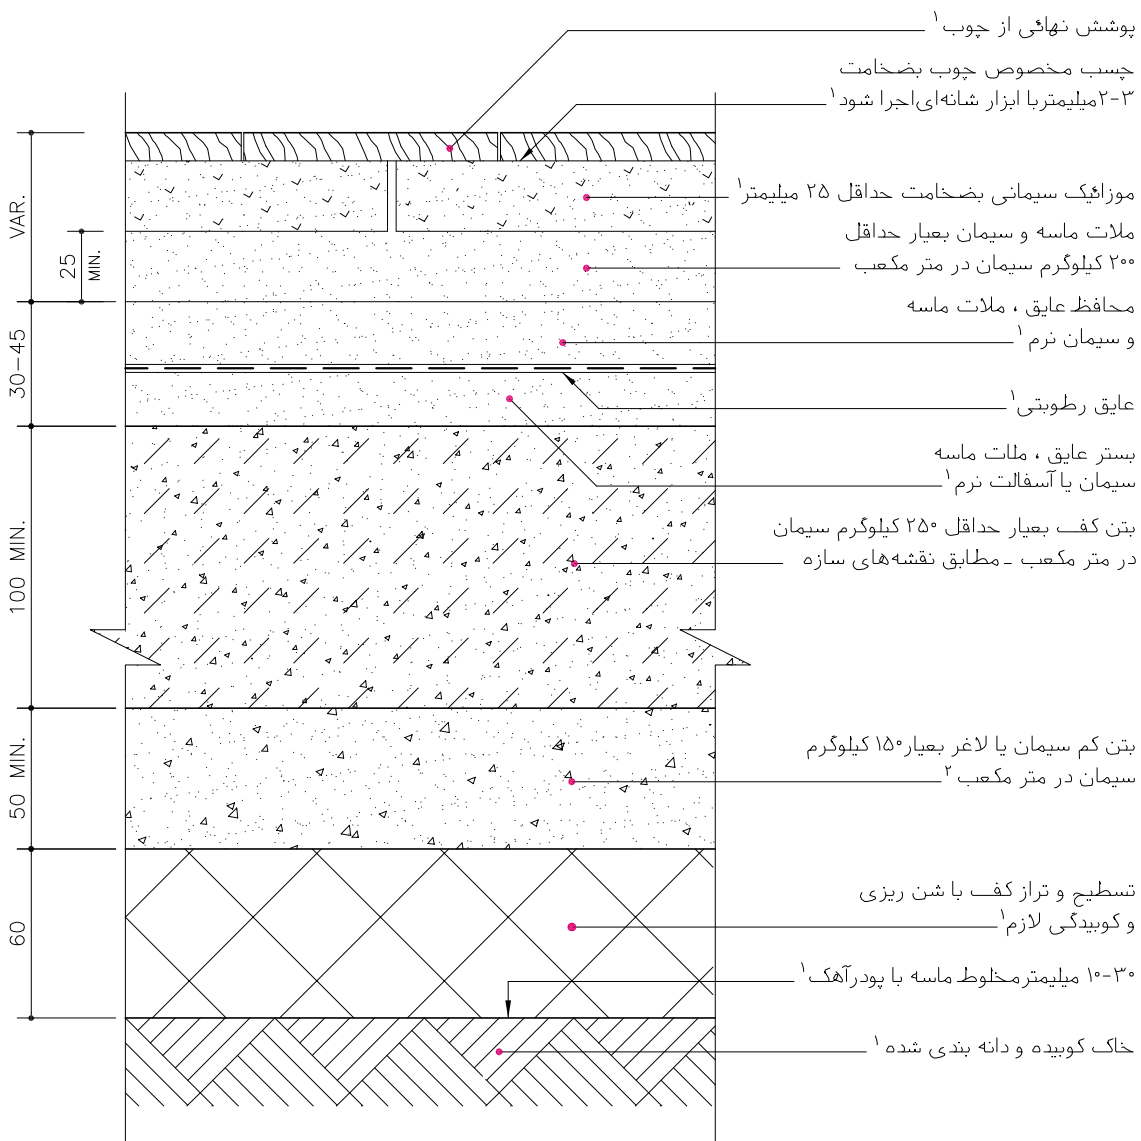 پوشش نهائی از چوب ۱
چسب مخصوص چوب بضخامت
۲-۳میلیمتربا ابزار شانه‌ای‌اجرا شود ۱
موزائیک سیمانی بضخامت حداقل ۲۵ میلیمتر ۱
ملات ماسه و سیمان بعیار حداقل
۲۰۰ کیلوگرم سیمان در متر مکعب
محافظ عایق ، ملات ماسه
و سیمان نرم ۱
عایق رطوبتی ۱
بستر عایق ، ملات ماسه
سیمان یا آسفالت نرم ۱
بتن کف بعیار حداقل ۲۵۰ کیلوگرم سیمان
در متر مکعب - مطابق نقشه‌های سازه
بتن کم سیمان یا لاغر بعیار۱۵۰ کیلوگرم
سیمان در متر مکعب ۲
تسطیح و تراز کف با شن ریزی
و کوبیدگی لازم ۱
۱۰-۳۰ میلیمتر مخلوط ماسه با پودرآهک ۱
خاک کوبیده و دانه بندی شده ۱
VAR.
25
MIN.
30-45
100 MIN.
50 MIN.
60